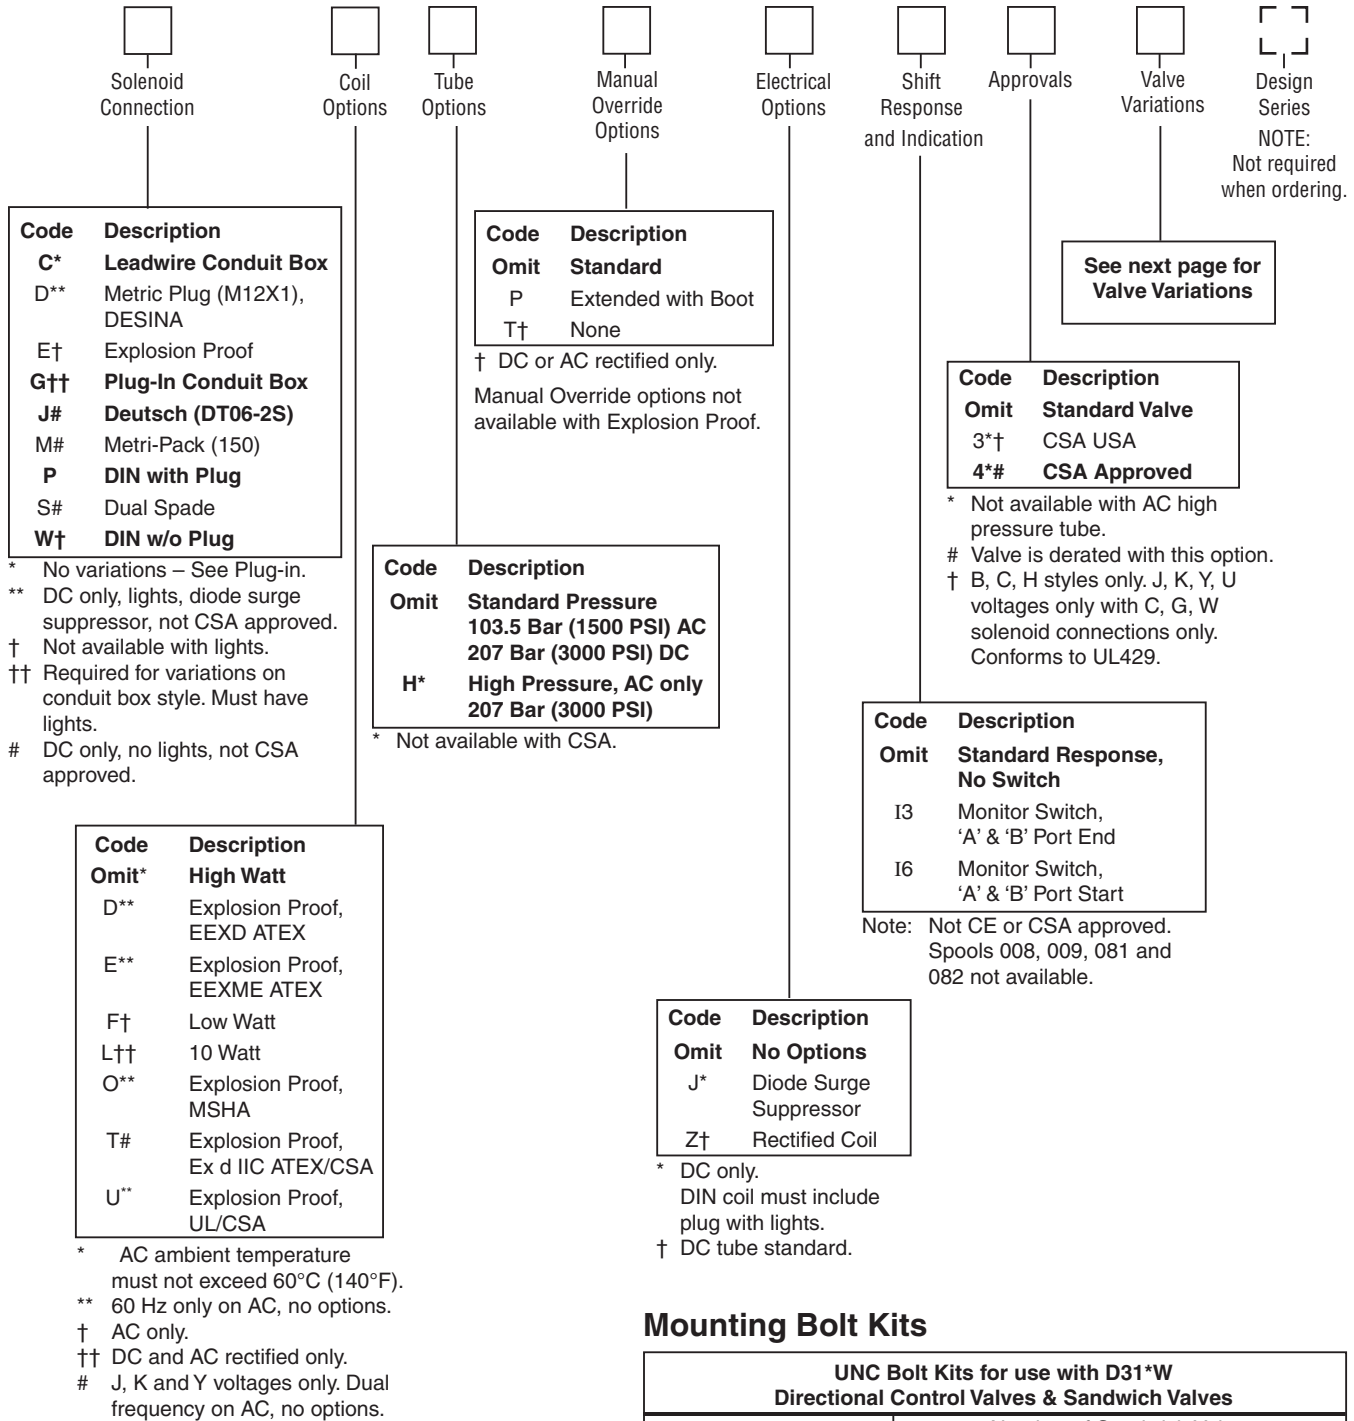 Solenoid
Connection
Coil
Options
Tube
Options
Manual
Override
Options
Electrical
Options
Shift
Response
and Indication
Approvals
Valve
Variations
Design
Series
NOTE:
Not required
when ordering.
Code Description
C* Leadwire Conduit Box
D** Metric Plug (M12X1),
DESINA
E† Explosion Proof
G†† Plug-In Conduit Box
J# Deutsch (DT06-2S)
M# Metri-Pack (150)
P DIN with Plug
S# Dual Spade
W† DIN w/o Plug
* No variations – See Plug-in.
** DC only, lights, diode surge
suppressor, not CSA approved.
† Not available with lights.
†† Required for variations on
conduit box style. Must have
lights.
# DC only, no lights, not CSA
approved.
Code Description
Omit* High Watt
D** Explosion Proof,
EEXD ATEX
E** Explosion Proof,
EEXME ATEX
F† Low Watt
L†† 10 Watt
O** Explosion Proof,
MSHA
T# Explosion Proof,
Ex d IIC ATEX/CSA
U** Explosion Proof,
UL/CSA
* AC ambient temperature
must not exceed 60°C (140°F).
** 60 Hz only on AC, no options.
† AC only.
†† DC and AC rectified only.
# J, K and Y voltages only. Dual
frequency on AC, no options.
Code Description
Omit Standard Pressure
103.5 Bar (1500 PSI) AC
207 Bar (3000 PSI) DC
H* High Pressure, AC only
207 Bar (3000 PSI)
* Not available with CSA.
Code Description
Omit Standard
P Extended with Boot
T† None
† DC or AC rectified only.
Manual Override options not
available with Explosion Proof.
Code Description
Omit No Options
J* Diode Surge
Suppressor
Z† Rectified Coil
* DC only.
DIN coil must include
plug with lights.
† DC tube standard.
Code Description
Omit Standard Response,
No Switch
I3 Monitor Switch,
'A' & 'B' Port End
I6 Monitor Switch,
'A' & 'B' Port Start
Note: Not CE or CSA approved.
Spools 008, 009, 081 and
082 not available.
Code Description
Omit Standard Valve
3*† CSA USA
4*# CSA Approved
* Not available with AC high
pressure tube.
# Valve is derated with this option.
† B, C, H styles only. J, K, Y, U
voltages only with C, G, W
solenoid connections only.
Conforms to UL429.
See next page for
Valve Variations
Mounting Bolt Kits
UNC Bolt Kits for use with D31*W
Directional Control Valves & Sandwich Valves